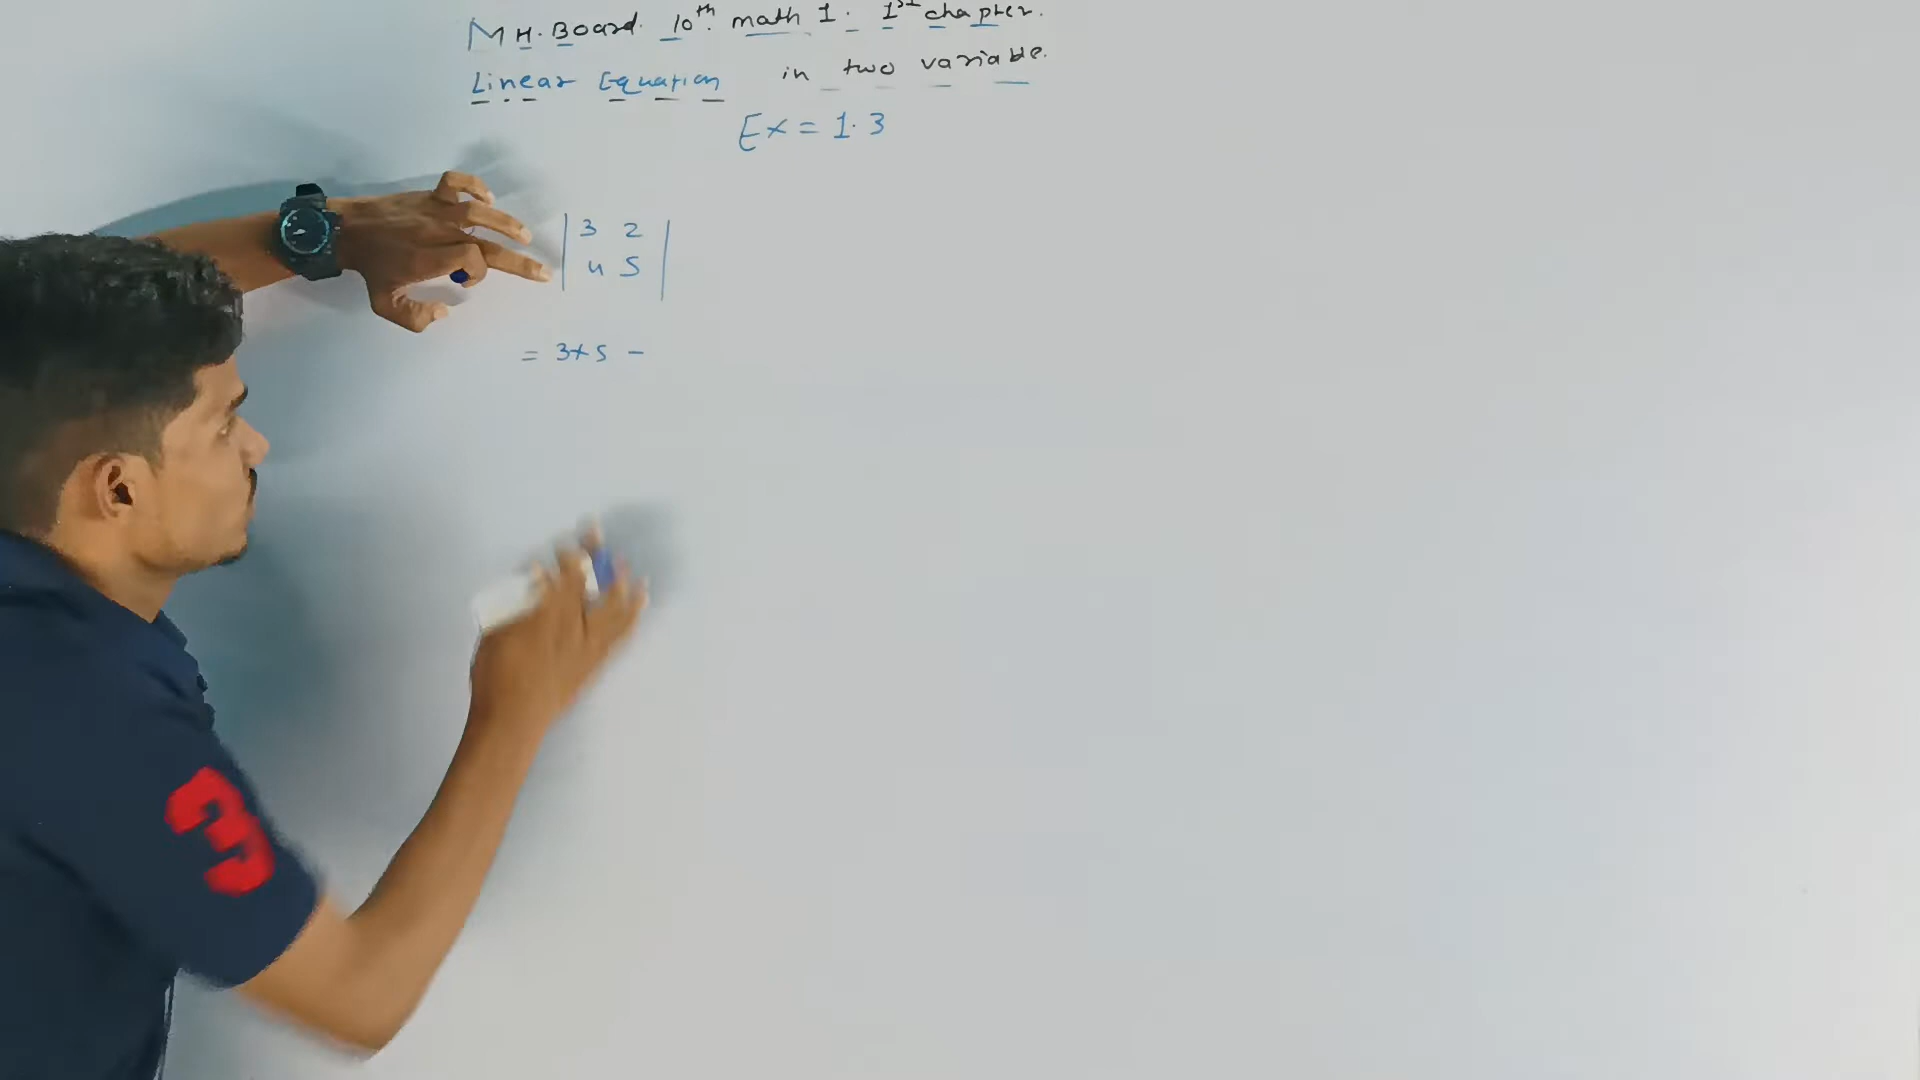 MH. Board. 10th math 1. 1st chapter.
Linear Equation in two variable.
Ex = 1.3
3 2
4 5
= 3×5 -